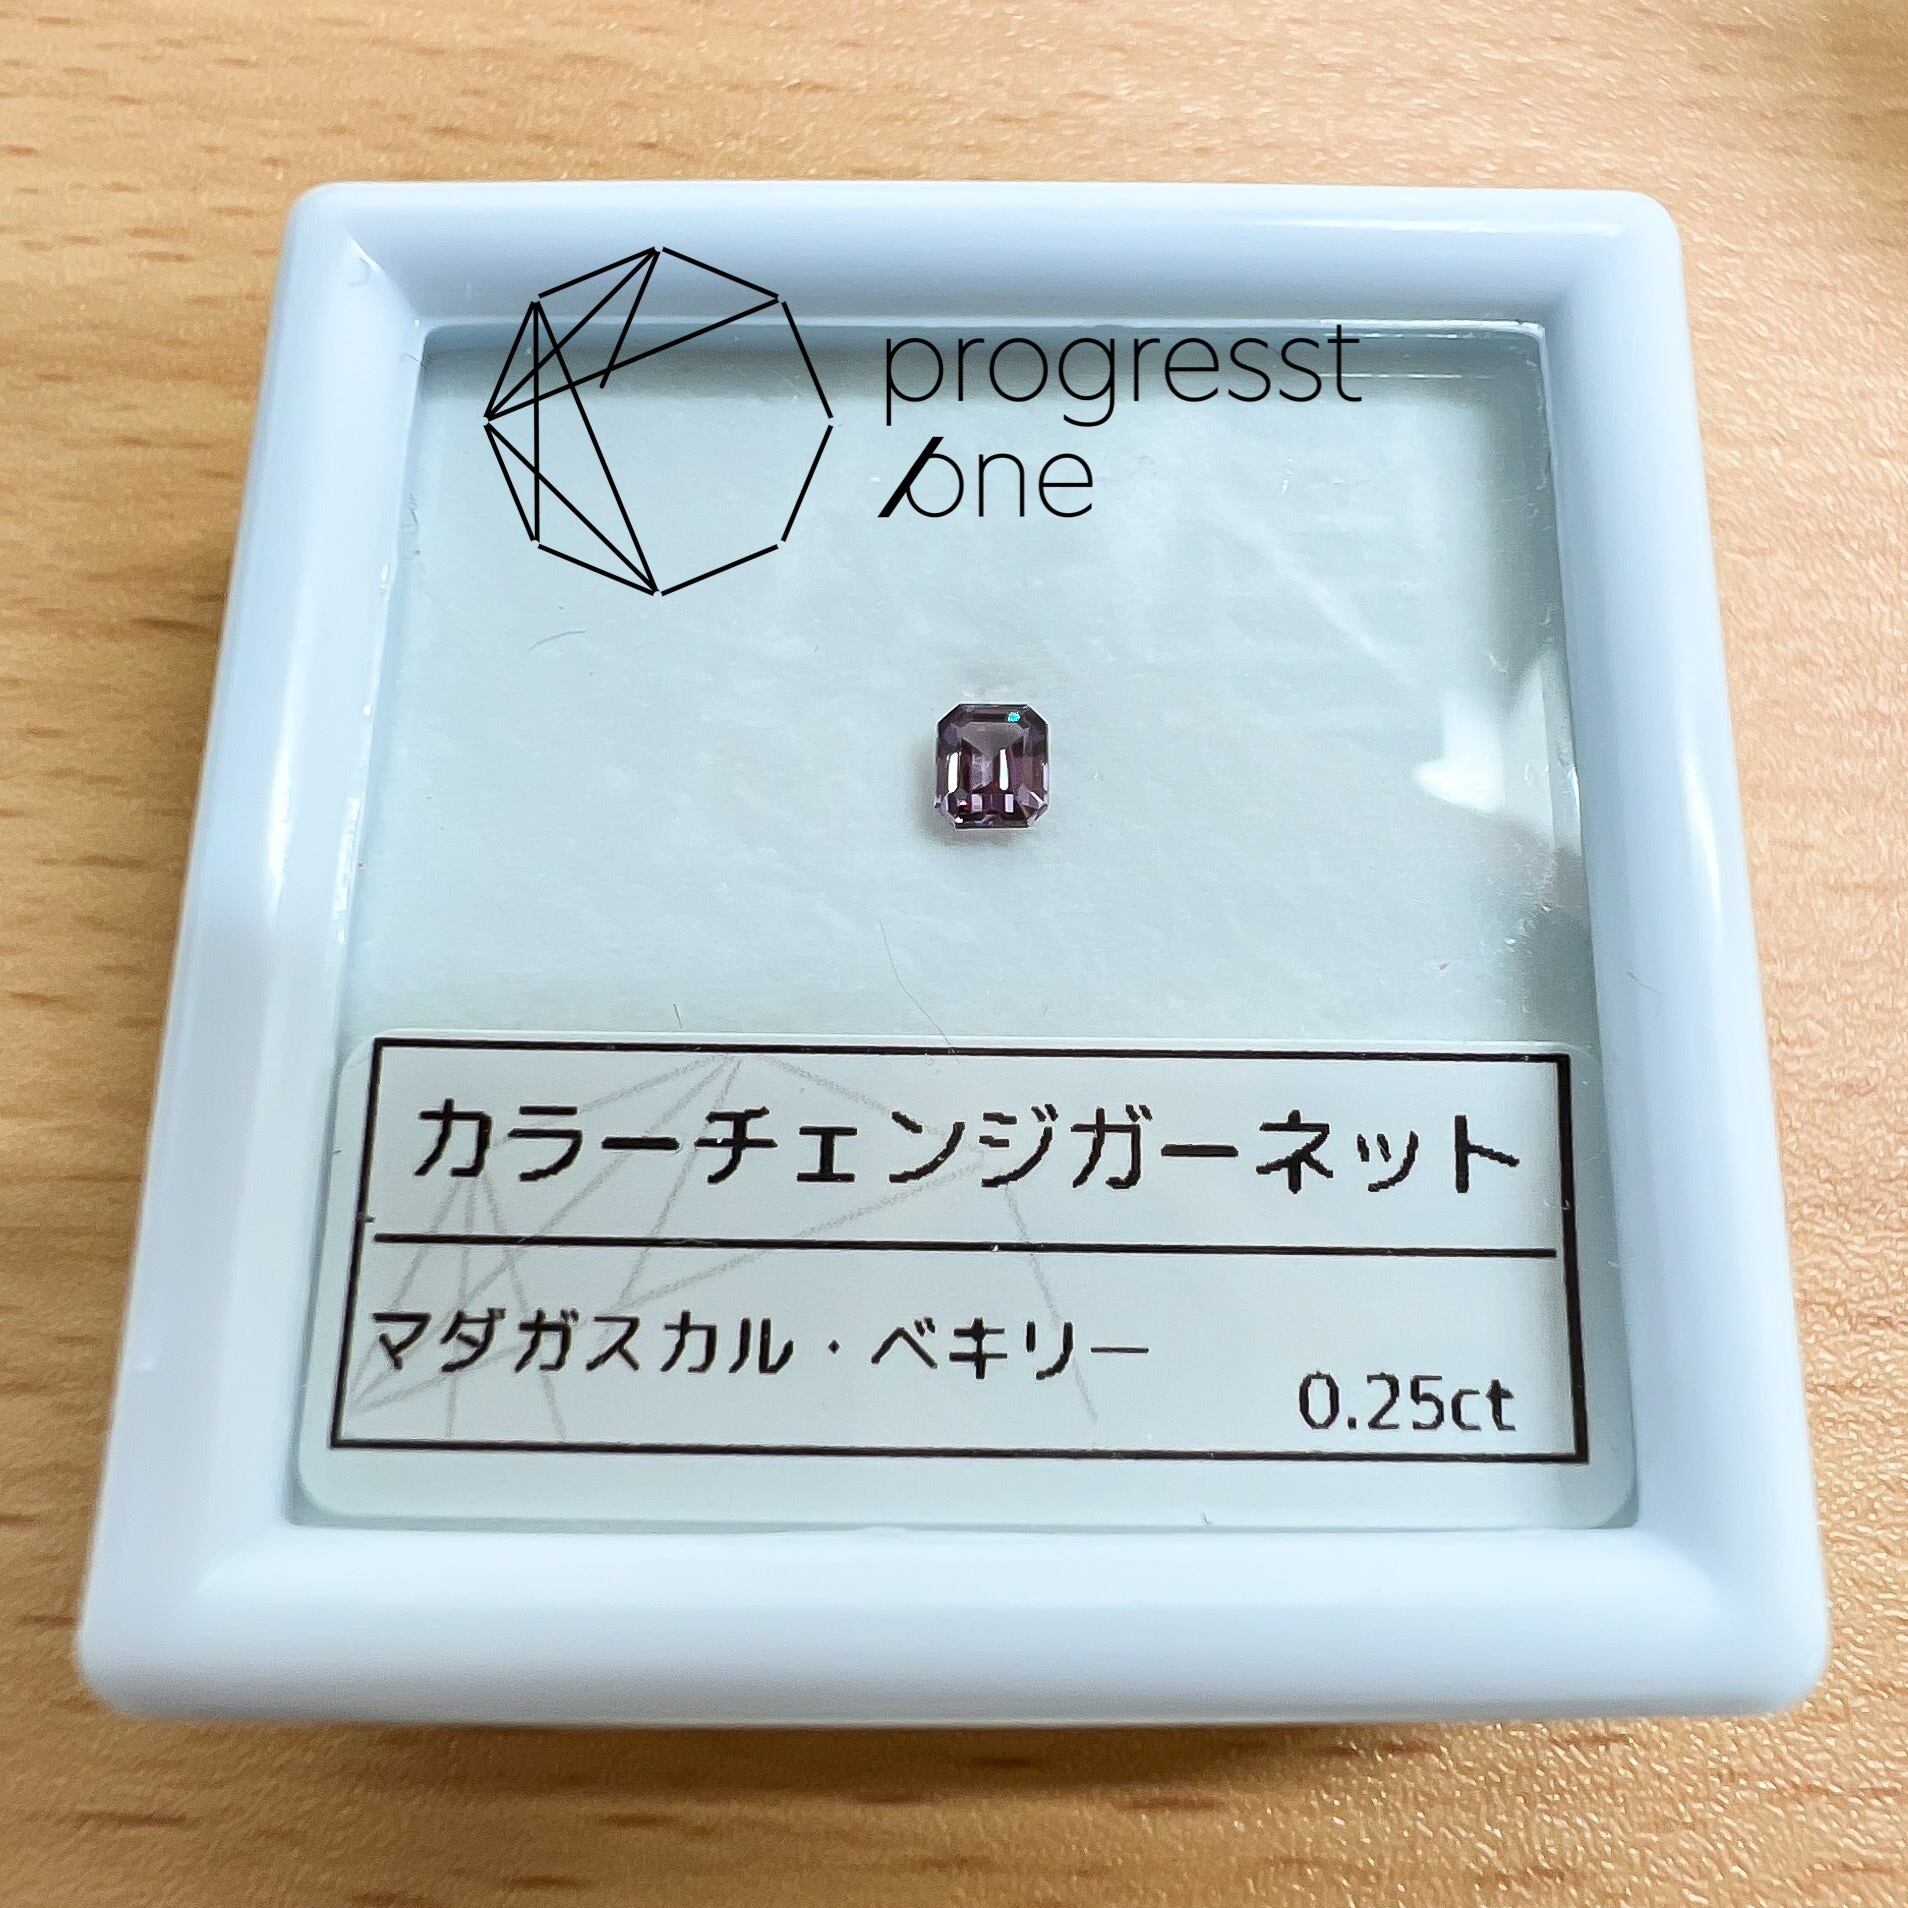 progresst
one
カラーチェンジガーネット
マダガスカル・ベキリー
0.25ct